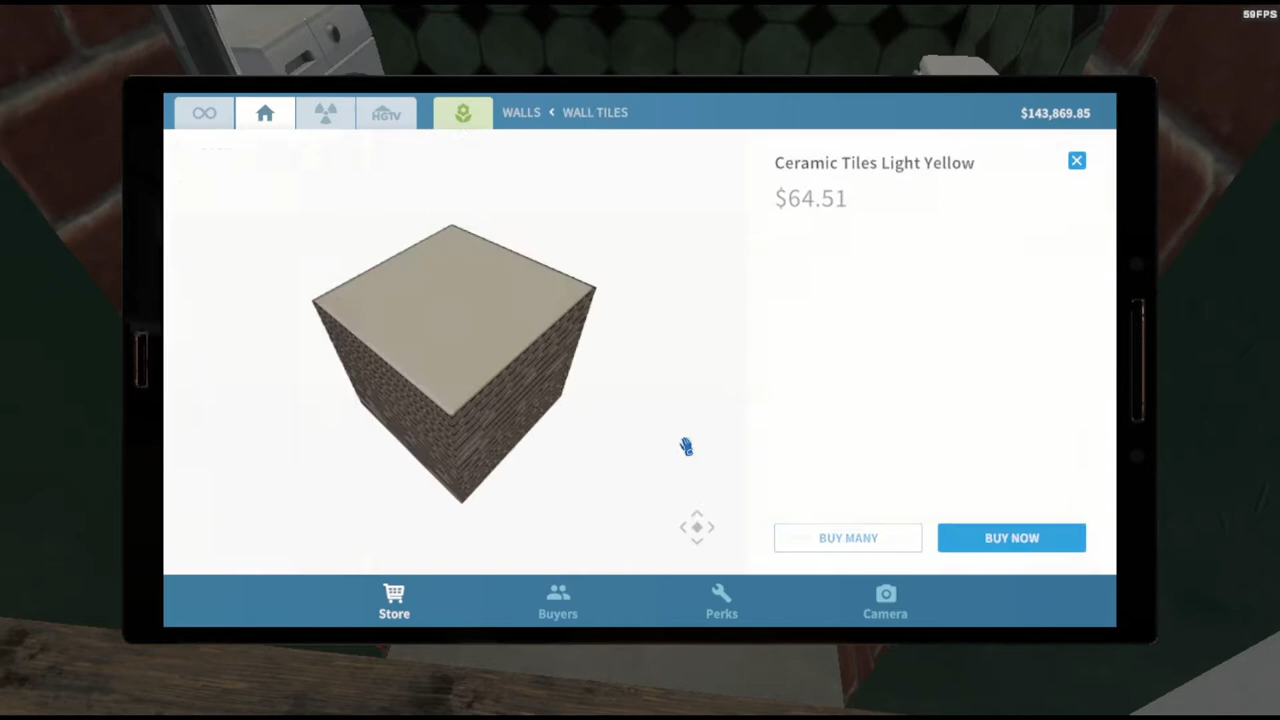 59FPS
HGTV
WALLS < WALL TILES
$143,869.85
Ceramic Tiles Light Yellow
$64.51
BUY MANY
BUY NOW
Store
Buyers
Perks
Camera